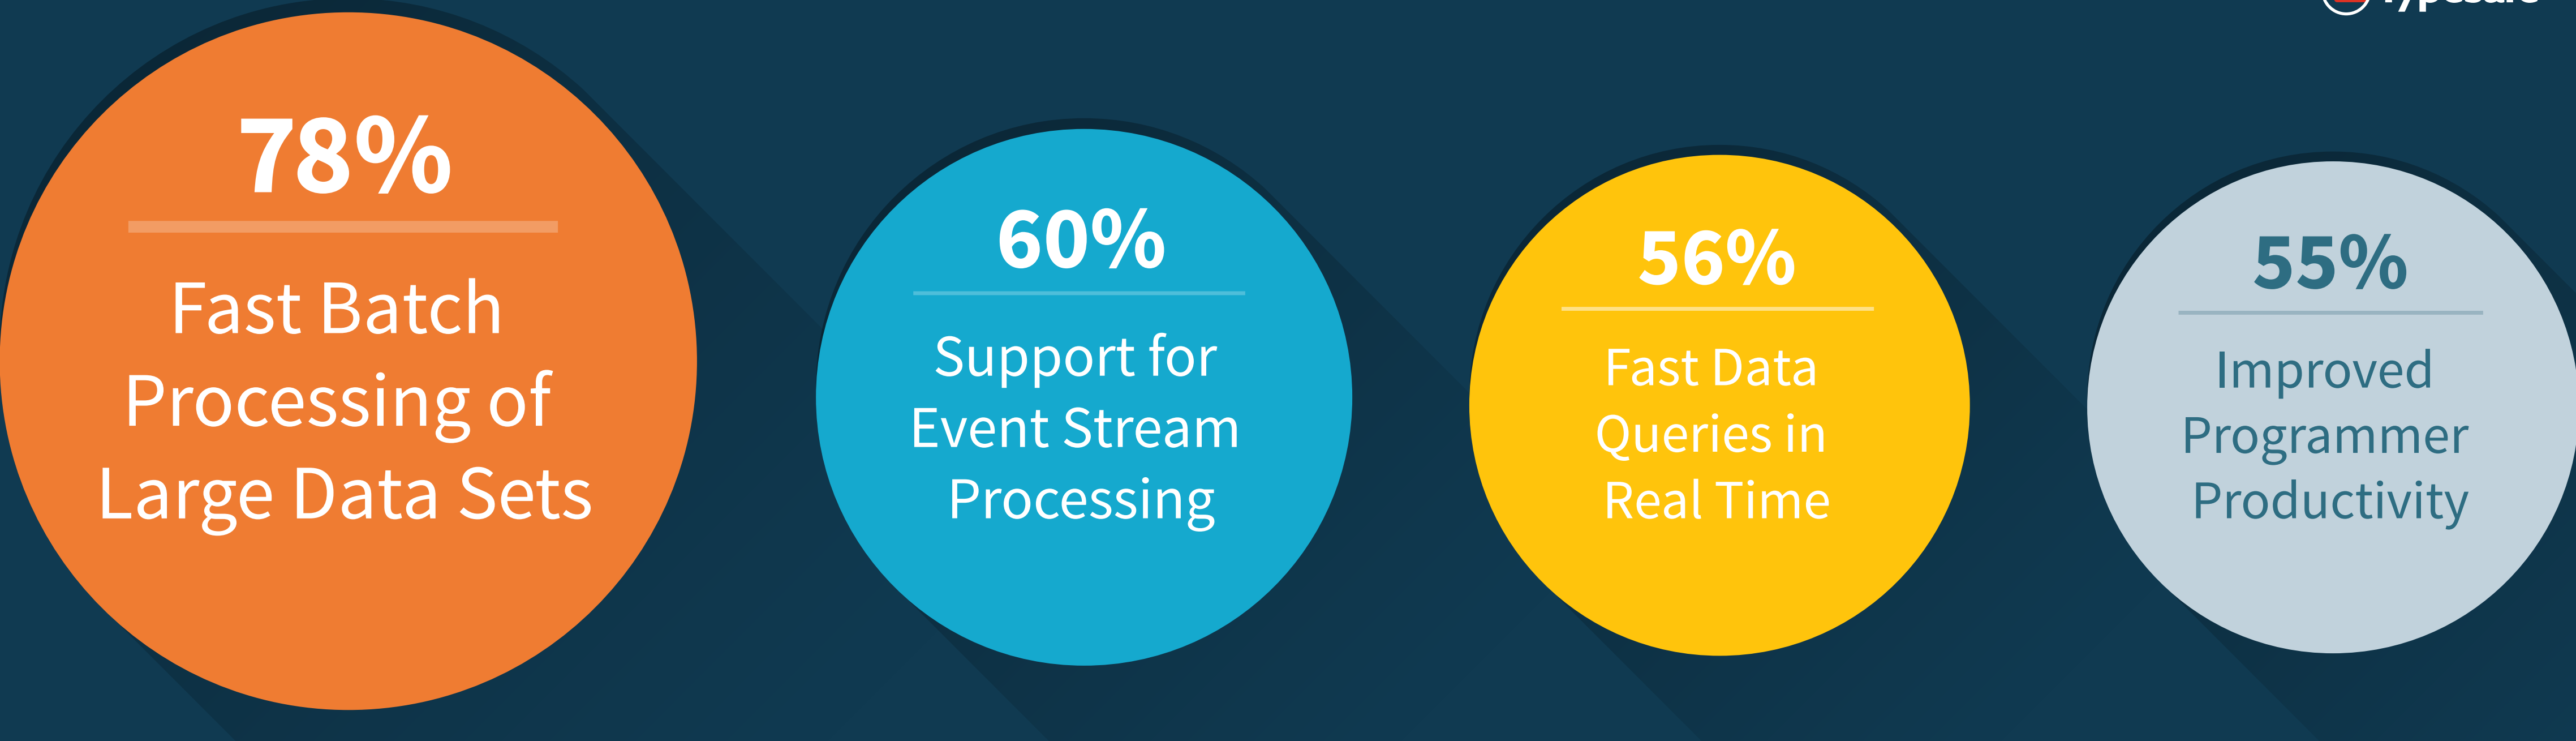 78%
Fast Batch
Processing of
Large Data Sets
60%
Support for
Event Stream
Processing
56%
Fast Data
Queries in
Real Time
55%
Improved
Programmer
Productivity